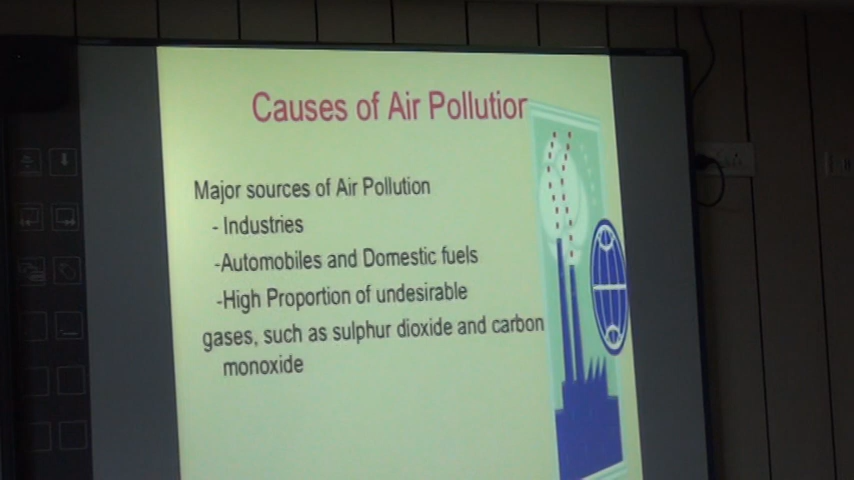 Causes of Air Pollution
Major sources of Air Pollution
- Industries
-Automobiles and Domestic fuels
-High Proportion of undesirable
gases, such as sulphur dioxide and carbon
monoxide